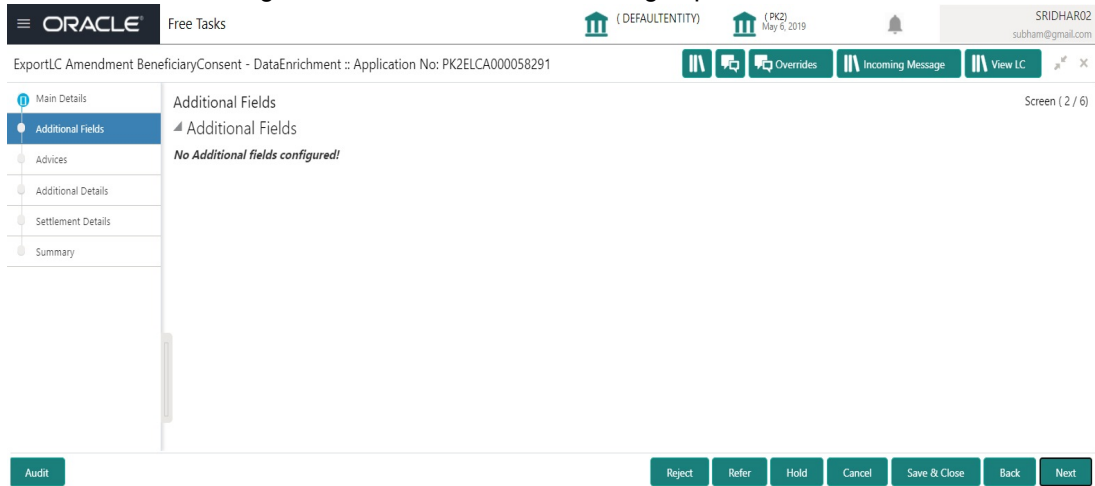 ORACLE®
Free Tasks
( DEFAULTENTITY)
( PK2)
May 6, 2019
SRIDHAR02
subham@gmail.com
ExportLC Amendment BeneficiaryConsent - DataEnrichment :: Application No: PK2ELCA000058291
Overrides
Incoming Message
View LC
Main Details
Additional Fields
Advices
Additional Details
Settlement Details
Summary
Additional Fields
Screen ( 2 / 6)
Additional Fields
No Additional fields configured!
Audit
Reject
Refer
Hold
Cancel
Save & Close
Back
Next